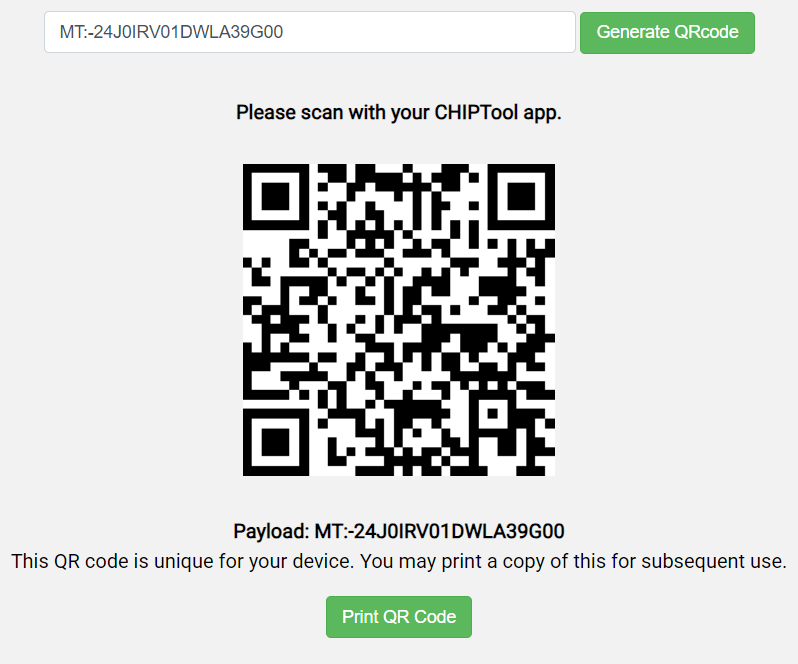 MT:-24J0IRV01DWLA39G00
Generate QRcode
Please scan with your CHIPTool app.
Payload: MT:-24J0IRV01DWLA39G00
This QR code is unique for your device. You may print a copy of this for subsequent use.
Print QR Code